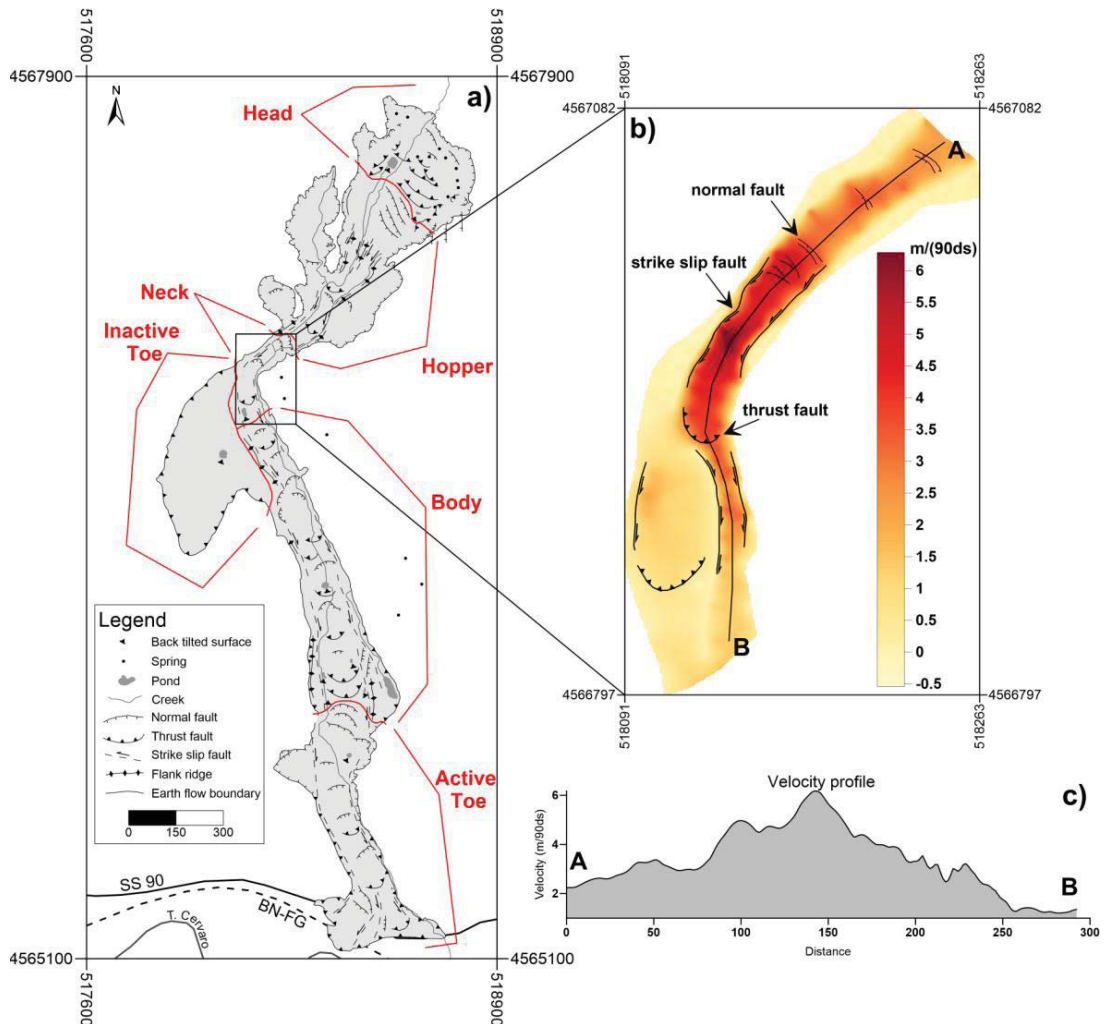 517600
518900
4567900
4567900
N
a)
Head
Neck
Inactive
Toe
Hopper
Body
Active
Toe
Legend
Back tilted surface
Spring
Pond
Creek
Normal fault
Thrust fault
Strike slip fault
Flank ridge
Earth flow boundary
0 150 300
SS 90
BN-FG
T. Cervaro
4565100
4565100
517600
518900
518091
518263
4567082
4567082
b)
A
normal fault
strike slip fault
thrust fault
B
m/(90ds)
6
5.5
5
4.5
4
3.5
3
2.5
2
1.5
1
0
-0.5
4566797
4566797
518091
518263
Velocity profile
c)
Velocity (m/90ds)
6
4
2
A
B
0 50 100 150 200 250 300
Distance